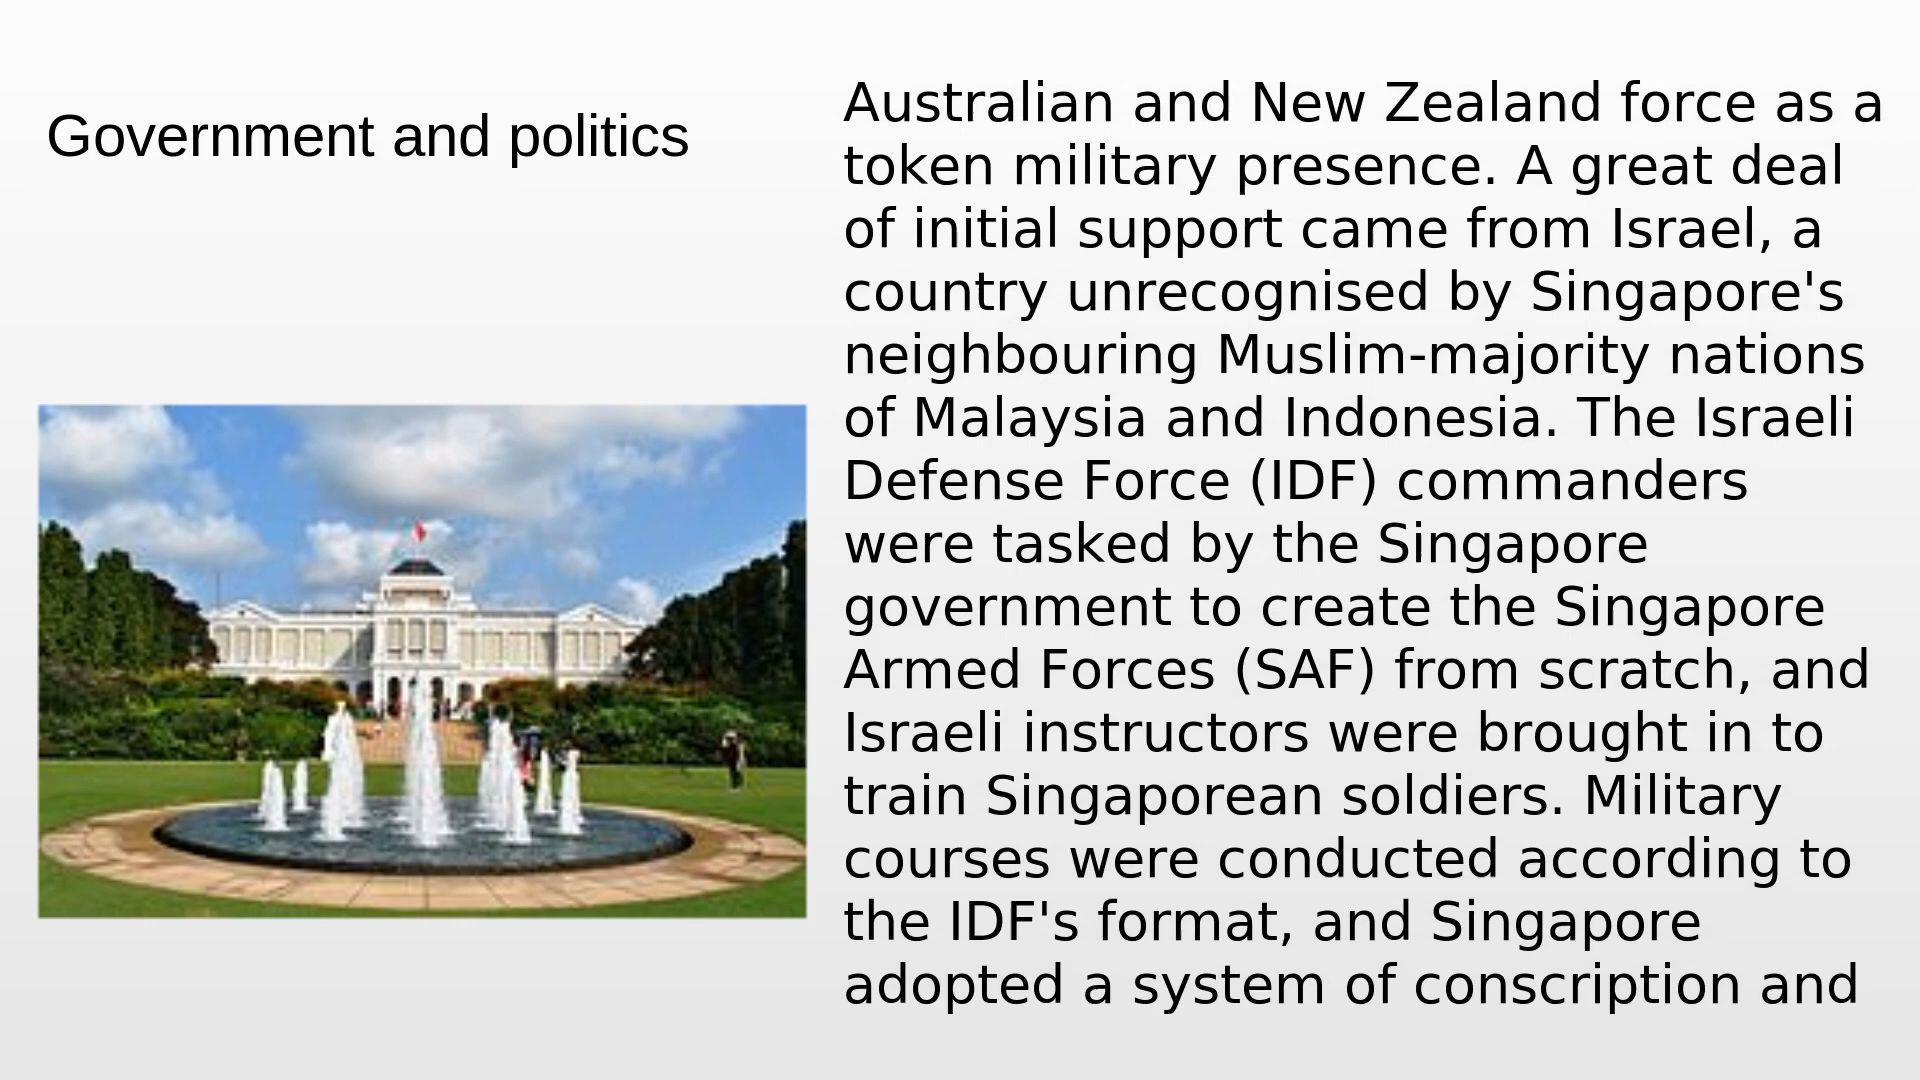 Government and politics
Australian and New Zealand force as a
token military presence. A great deal
of initial support came from Israel, a
country unrecognised by Singapore's
neighbouring Muslim-majority nations
of Malaysia and Indonesia. The Israeli
Defense Force (IDF) commanders
were tasked by the Singapore
government to create the Singapore
Armed Forces (SAF) from scratch, and
Israeli instructors were brought in to
train Singaporean soldiers. Military
courses were conducted according to
the IDF's format, and Singapore
adopted a system of conscription and